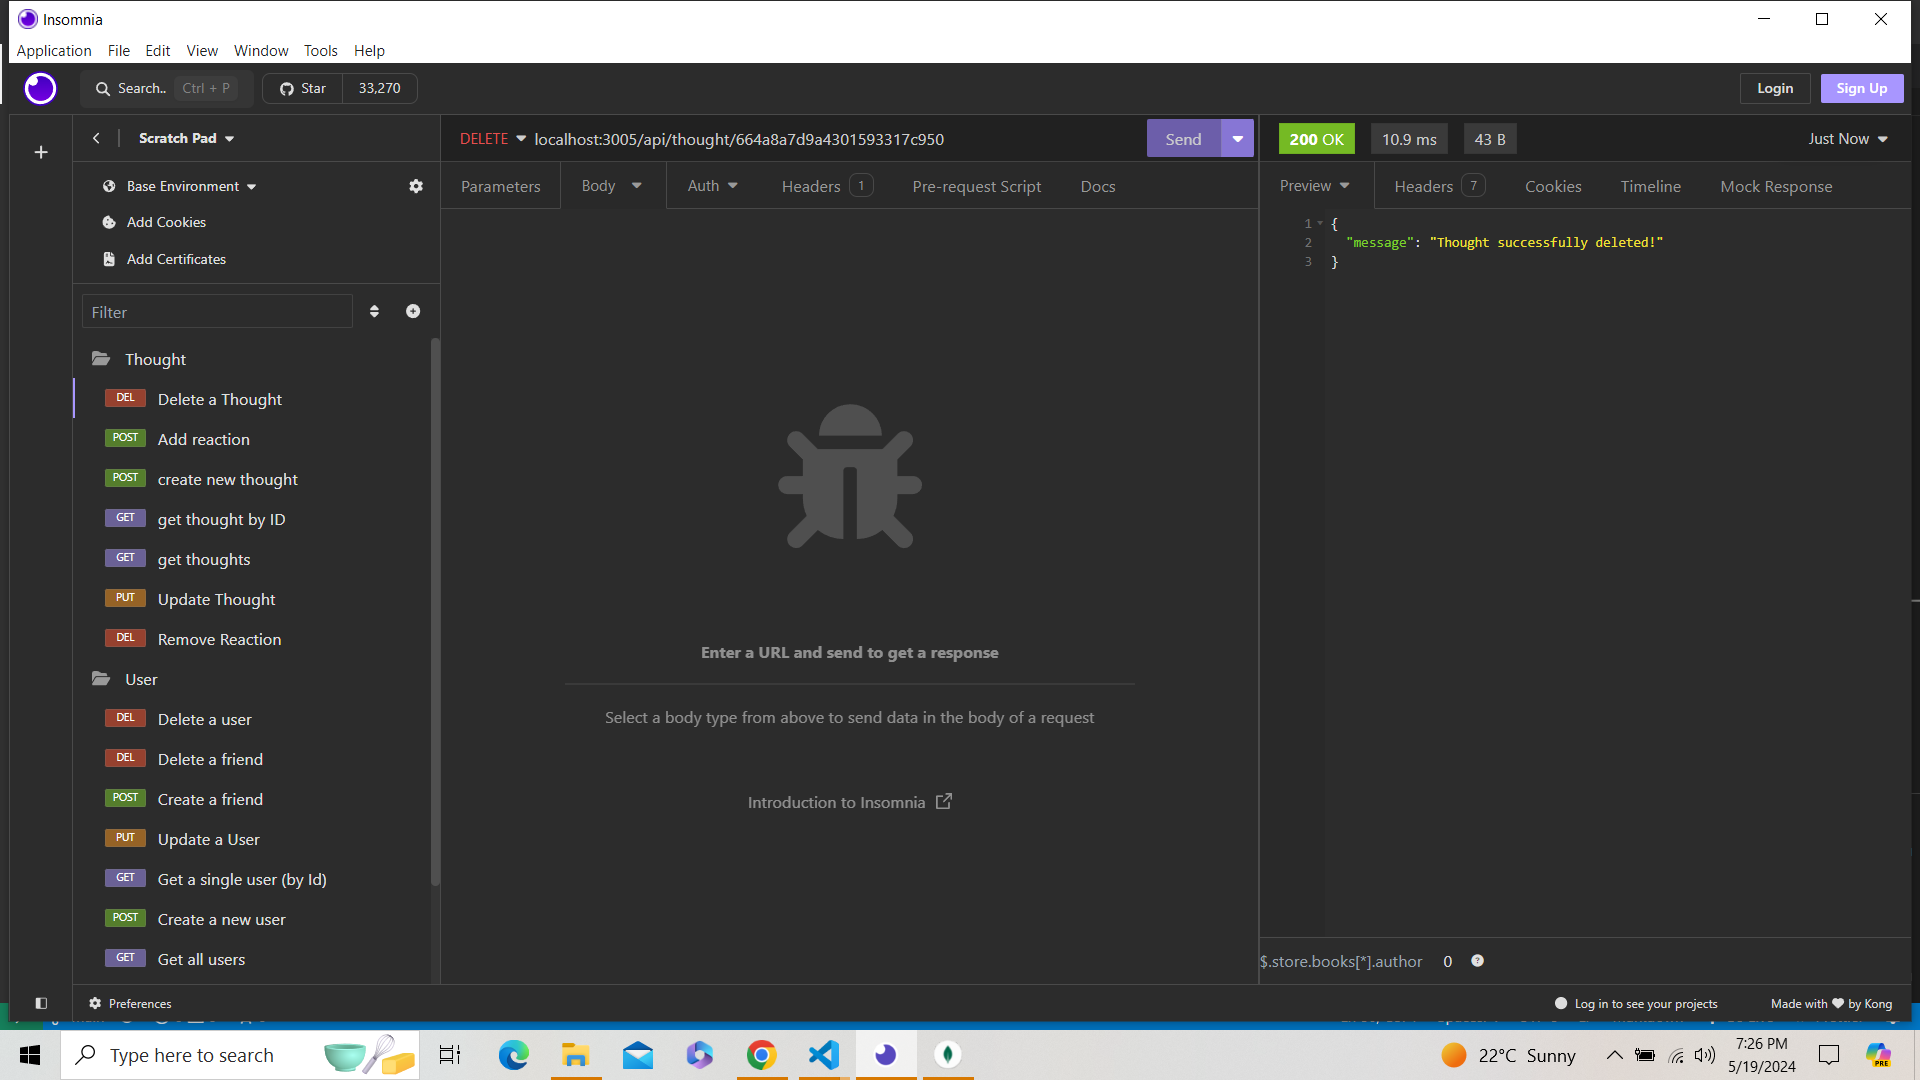 Insomnia
Application File Edit View Window Tools Help
Search.. Ctrl + P Star 33,270 Login Sign Up
Scratch Pad
DELETE localhost:3005/api/thought/664a8a7d9a4301593317c950 Send
200 OK 10.9 ms 43 B Just Now
Base Environment
Add Cookies
Add Certificates
Parameters Body Auth Headers 1 Pre-request Script Docs
Preview Headers 7 Cookies Timeline Mock Response
1 {
2 "message": "Thought successfully deleted!"
3 }
Filter
Thought
DEL Delete a Thought
POST Add reaction
POST create new thought
GET get thought by ID
GET get thoughts
PUT Update Thought
DEL Remove Reaction
User
DEL Delete a user
DEL Delete a friend
POST Create a friend
PUT Update a User
GET Get a single user (by Id)
POST Create a new user
GET Get all users
Enter a URL and send to get a response
Select a body type from above to send data in the body of a request
Introduction to Insomnia
$.store.books[*].author 0
Preferences
Log in to see your projects Made with ❤ by Kong
Type here to search
22°C Sunny
7:26 PM
5/19/2024
PRE